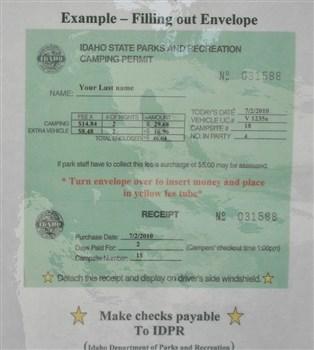 Example – Filling out Envelope
IDAHO STATE PARKS AND RECREATION
CAMPING PERMIT
Nº 031588
NAME: Your Last name
FEE # # OF NIGHTS =AMOUNT
CAMPING $14.84 2 = 29.68
EXTRA VEHICLE $8.48 2 = 16.96
TOTAL ENCLOSED
TODAY'S DATE 7/2/2010
VEHICLE LIC#
CAMPSITE # 18
NO. IN PARTY 4
If park staff have to collect this fee a surcharge of $5.00 may be assessed.
* Turn envelope over to insert money and place
in yellow fee tube*
IDAHO
RECEIPT Nº 031588
Purchase Date: 7/2/2010
Days Paid For: 2 (Campers' checkout time 1:00pm)
Campsite Number: 18
Detach this receipt and display on driver's side windshield.
Make checks payable
To IDPR
(Idaho Department of Parks and Recreation)